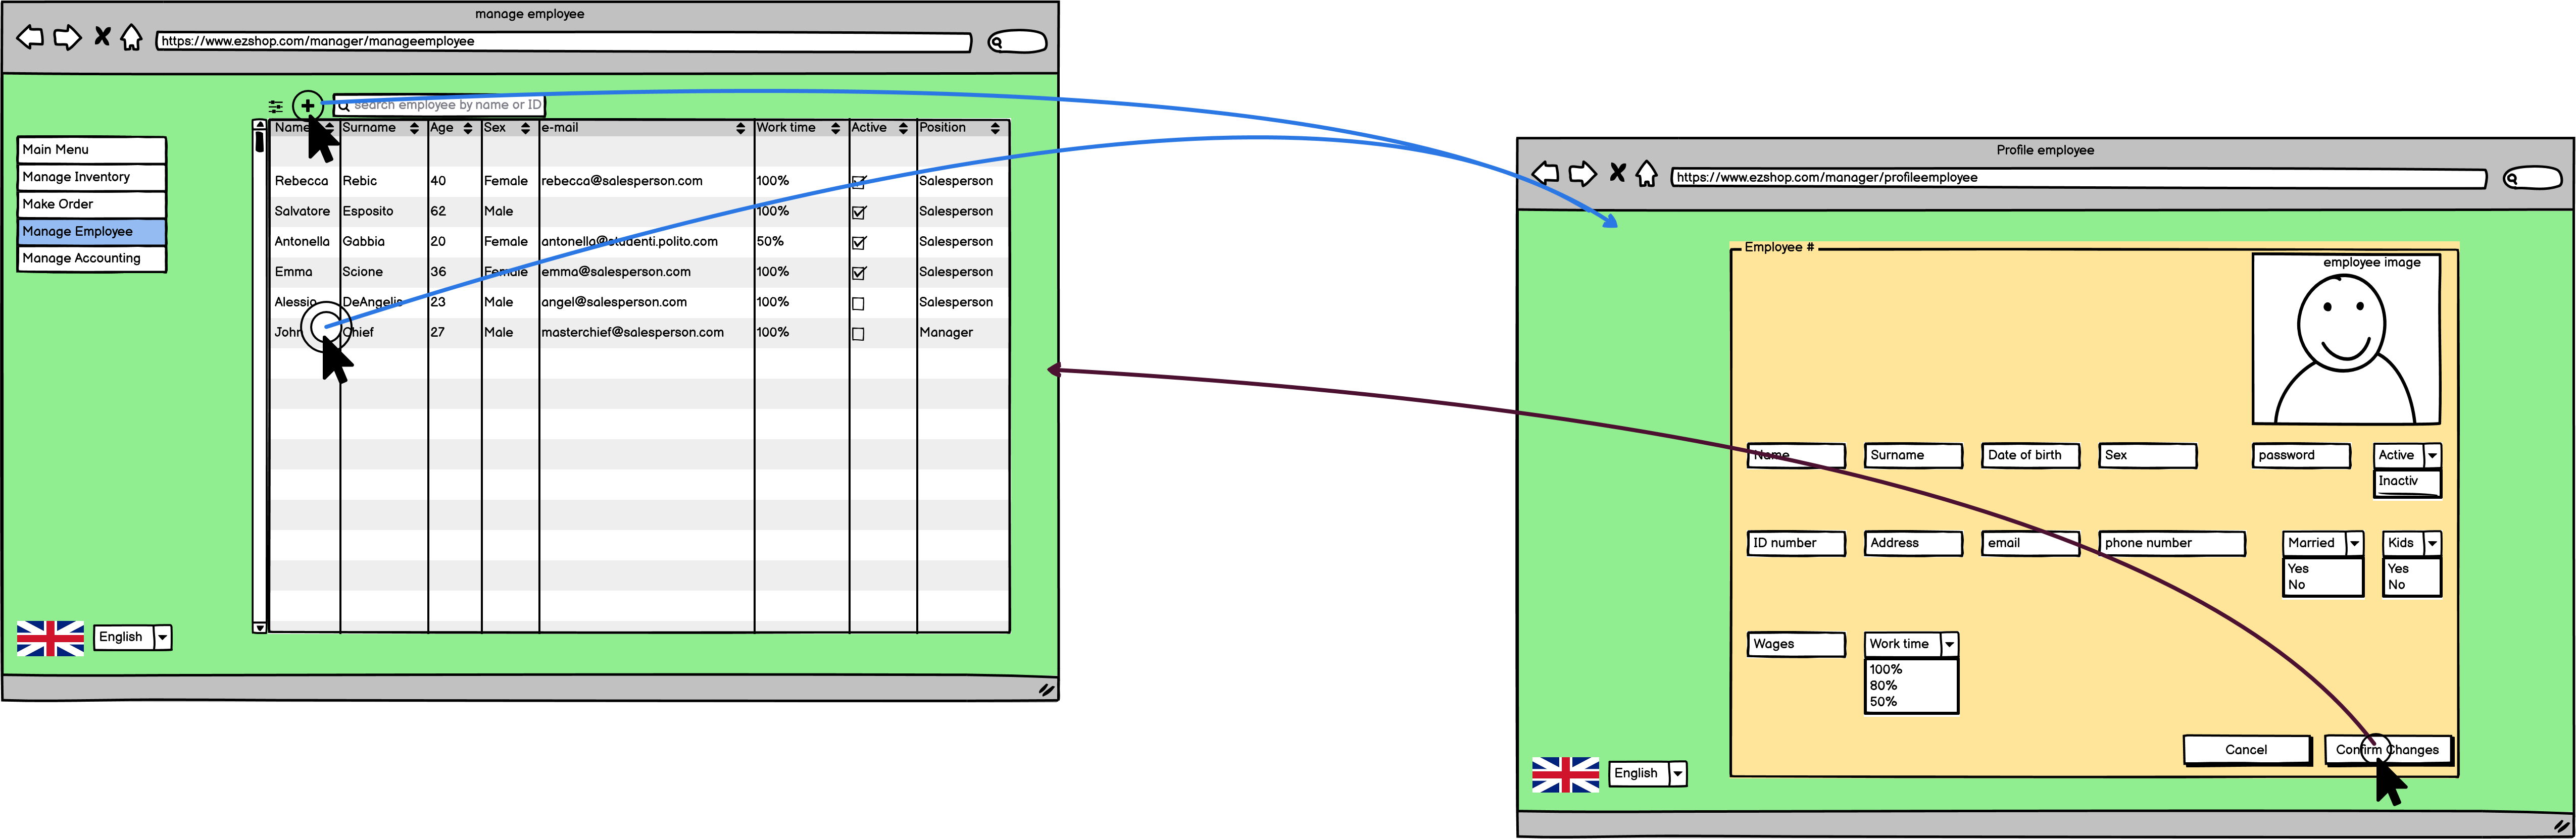 manage employee
https://www.ezshop.com/manager/manageemployee
search employee by name or ID
Main Menu
Manage Inventory
Make Order
Manage Employee
Manage Accounting
Name Surname Age Sex e-mail Work time Active Position
Rebecca Rebic 40 Female rebecca@salesperson.com 100% Salesperson
Salvatore Esposito 62 Male 100% Salesperson
Antonella Gabbia 20 Female antonella@studenti.polito.com 50% Salesperson
Emma Scione 36 Female emma@salesperson.com 100% Salesperson
Alessio DeAngelis 23 Male angel@salesperson.com 100% Salesperson
John Chief 27 Male masterchief@salesperson.com 100% Manager
English
Profile employee
https://www.ezshop.com/manager/profileemployee
Employee #
employee image
Name Surname Date of birth Sex password Active
Inactiv
ID number Address email phone number Married Kids
Yes Yes
No No
Wages Work time
100%
80%
50%
Cancel Confirm Changes
English